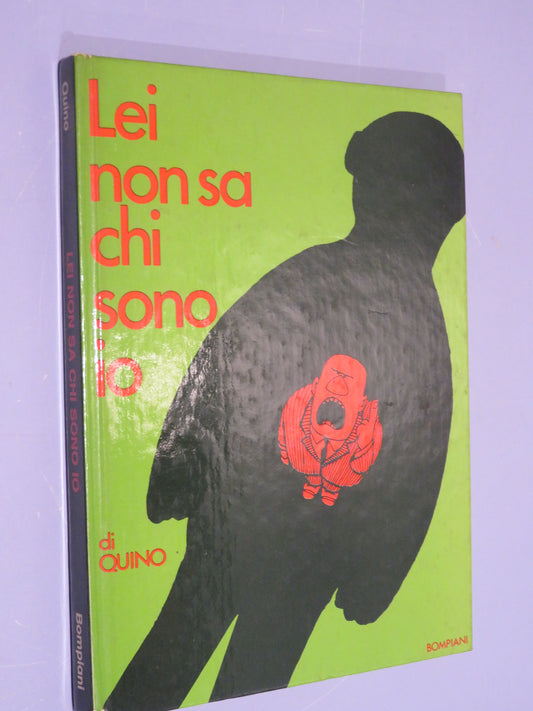 Lei
non sa
chi
sono
io
di
QUINO
BOMPIANI
Quino
LEI NON SA CHI SONO IO
Bompiani